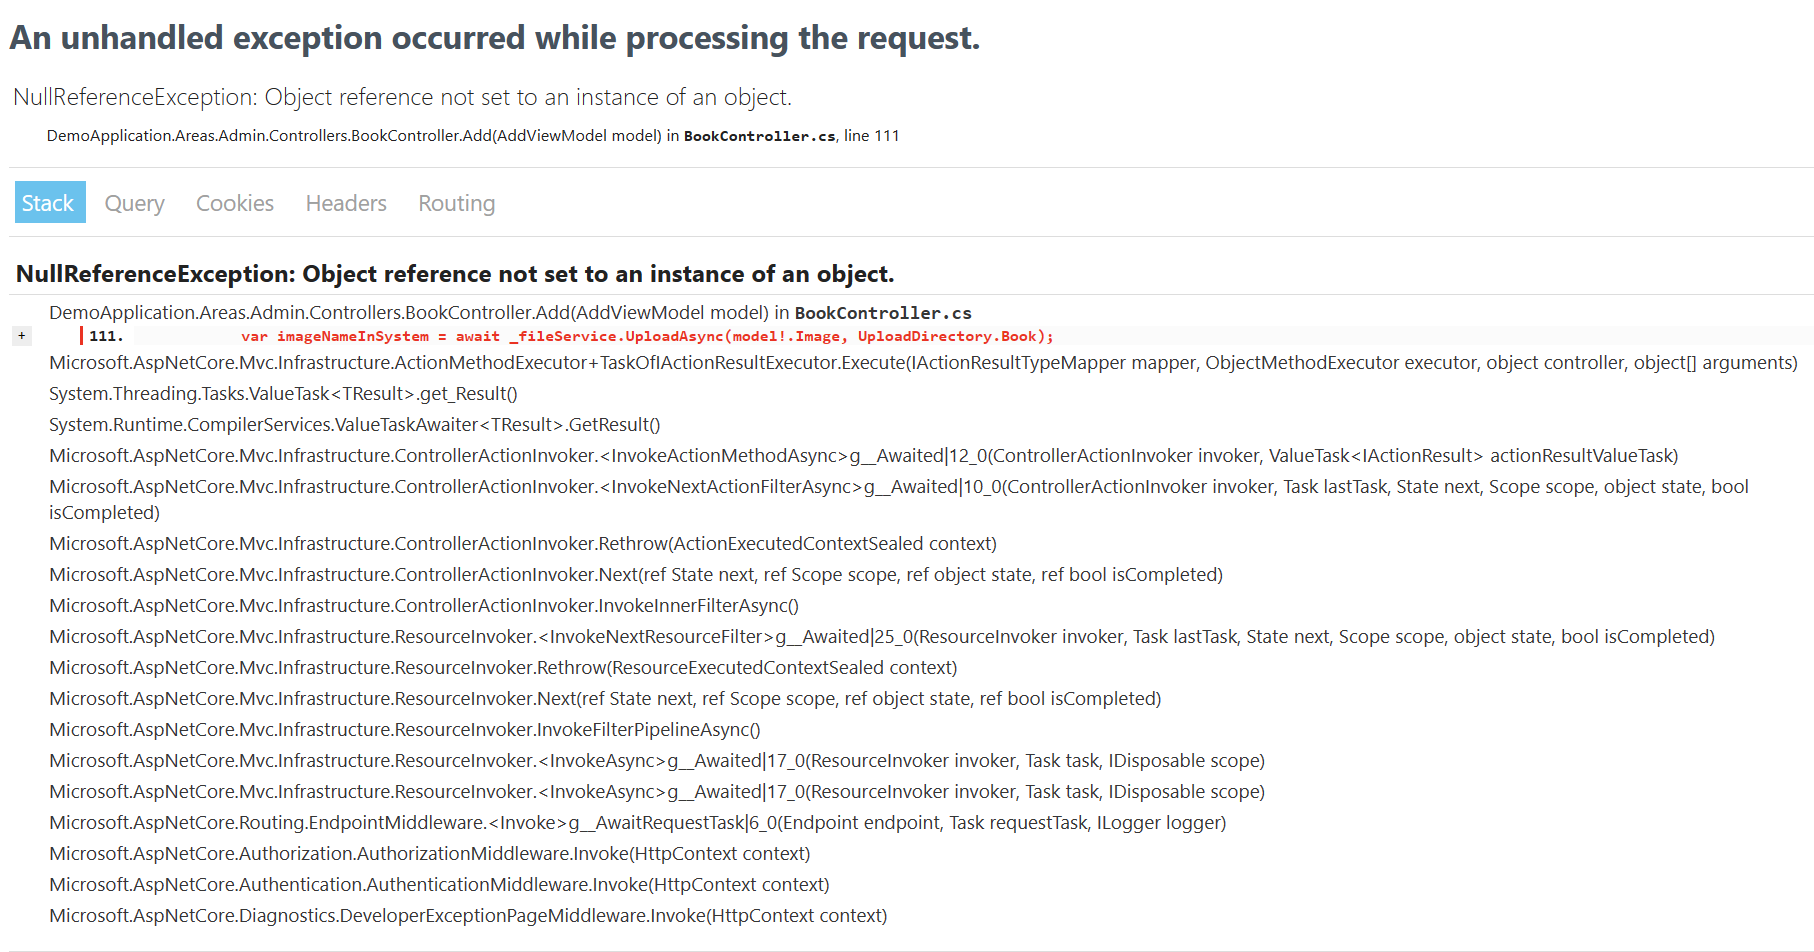 An unhandled exception occurred while processing the request.
NullReferenceException: Object reference not set to an instance of an object.
DemoApplication.Areas.Admin.Controllers.BookController.Add(AddViewModel model) in BookController.cs, line 111
Stack Query Cookies Headers Routing
NullReferenceException: Object reference not set to an instance of an object.
DemoApplication.Areas.Admin.Controllers.BookController.Add(AddViewModel model) in BookController.cs
+ 111. var imageNameInSystem = await _fileService.UploadAsync(model!.Image, UploadDirectory.Book);
Microsoft.AspNetCore.Mvc.Infrastructure.ActionMethodExecutor+TaskOfIActionResultExecutor.Execute(IActionResultTypeMapper mapper, ObjectMethodExecutor executor, object controller, object[] arguments)
System.Threading.Tasks.ValueTask<TResult>.get_Result()
System.Runtime.CompilerServices.ValueTaskAwaiter<TResult>.GetResult()
Microsoft.AspNetCore.Mvc.Infrastructure.ControllerActionInvoker.<InvokeActionMethodAsync>g__Awaited|12_0(ControllerActionInvoker invoker, ValueTask<IActionResult> actionResultValueTask)
Microsoft.AspNetCore.Mvc.Infrastructure.ControllerActionInvoker.<InvokeNextActionFilterAsync>g__Awaited|10_0(ControllerActionInvoker invoker, Task lastTask, State next, Scope scope, object state, bool
isCompleted)
Microsoft.AspNetCore.Mvc.Infrastructure.ControllerActionInvoker.Rethrow(ActionExecutedContextSealed context)
Microsoft.AspNetCore.Mvc.Infrastructure.ControllerActionInvoker.Next(ref State next, ref Scope scope, ref object state, ref bool isCompleted)
Microsoft.AspNetCore.Mvc.Infrastructure.ControllerActionInvoker.InvokeInnerFilterAsync()
Microsoft.AspNetCore.Mvc.Infrastructure.ResourceInvoker.<InvokeNextResourceFilter>g__Awaited|25_0(ResourceInvoker invoker, Task lastTask, State next, Scope scope, object state, bool isCompleted)
Microsoft.AspNetCore.Mvc.Infrastructure.ResourceInvoker.Rethrow(ResourceExecutedContextSealed context)
Microsoft.AspNetCore.Mvc.Infrastructure.ResourceInvoker.Next(ref State next, ref Scope scope, ref object state, ref bool isCompleted)
Microsoft.AspNetCore.Mvc.Infrastructure.ResourceInvoker.InvokeFilterPipelineAsync()
Microsoft.AspNetCore.Mvc.Infrastructure.ResourceInvoker.<InvokeAsync>g__Awaited|17_0(ResourceInvoker invoker, Task task, IDisposable scope)
Microsoft.AspNetCore.Mvc.Infrastructure.ResourceInvoker.<InvokeAsync>g__Awaited|17_0(ResourceInvoker invoker, Task task, IDisposable scope)
Microsoft.AspNetCore.Routing.EndpointMiddleware.<Invoke>g__AwaitRequestTask|6_0(Endpoint endpoint, Task requestTask, ILogger logger)
Microsoft.AspNetCore.Authorization.AuthorizationMiddleware.Invoke(HttpContext context)
Microsoft.AspNetCore.Authentication.AuthenticationMiddleware.Invoke(HttpContext context)
Microsoft.AspNetCore.Diagnostics.DeveloperExceptionPageMiddleware.Invoke(HttpContext context)